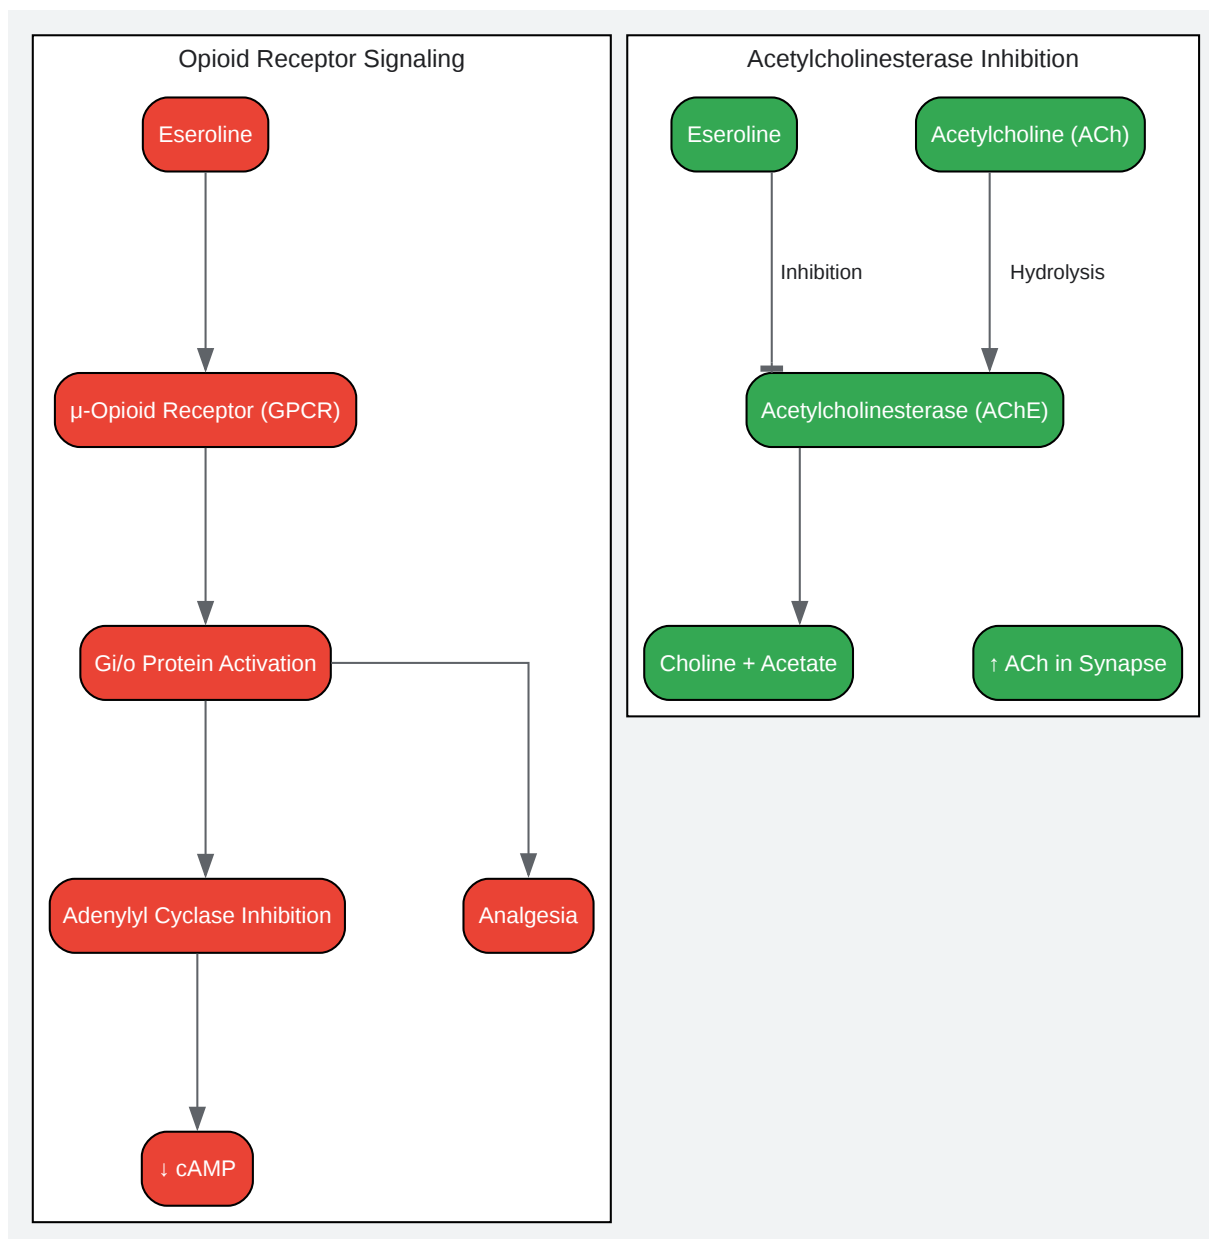 Opioid Receptor Signaling
Eseroline
μ-Opioid Receptor (GPCR)
Gi/o Protein Activation
Adenylyl Cyclase Inhibition
Analgesia
↓ cAMP
Acetylcholinesterase Inhibition
Eseroline
Acetylcholine (ACh)
Inhibition
Hydrolysis
Acetylcholinesterase (AChE)
Choline + Acetate
↑ ACh in Synapse